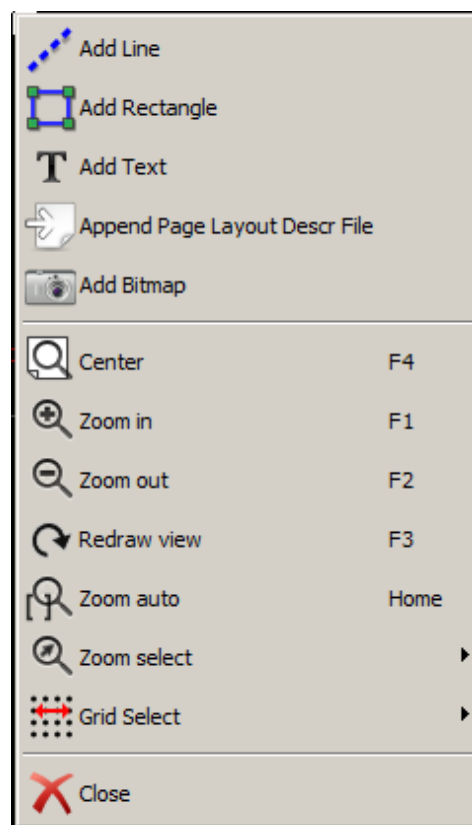 Add Line
Add Rectangle
T Add Text
Append Page Layout Descr File
Add Bitmap
Center F4
Zoom in F1
Zoom out F2
Redraw view F3
Zoom auto Home
Zoom select
Grid Select
Close